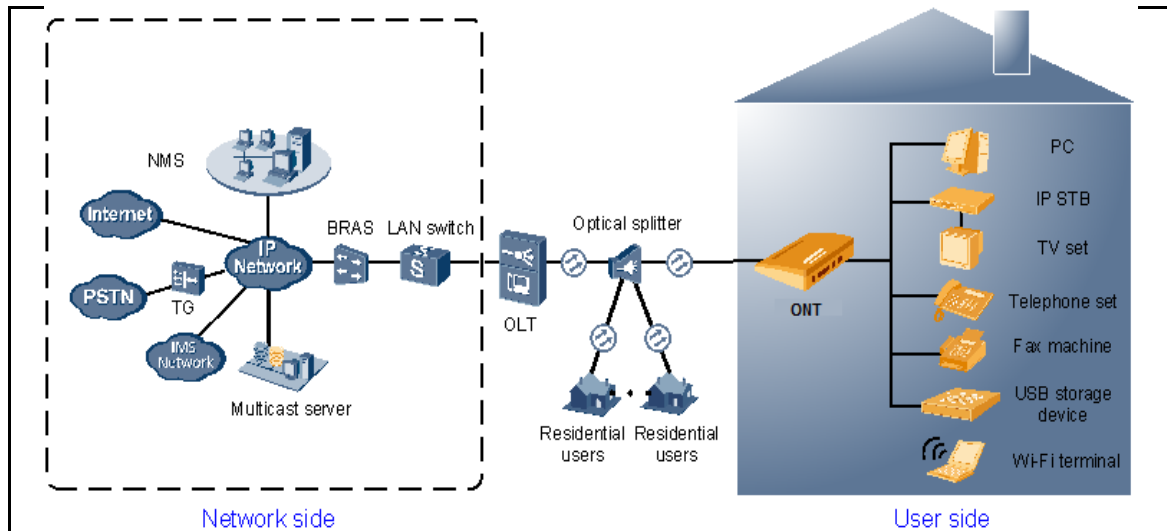 NMS
Internet
IP
Network
BRAS
LAN switch
PSTN
TG
IMS
Network
Multicast server
Network side
OLT
Optical splitter
Residential
users
Residential
users
ONT
PC
IP STB
TV set
Telephone set
Fax machine
USB storage
device
Wi-Fi terminal
User side
S